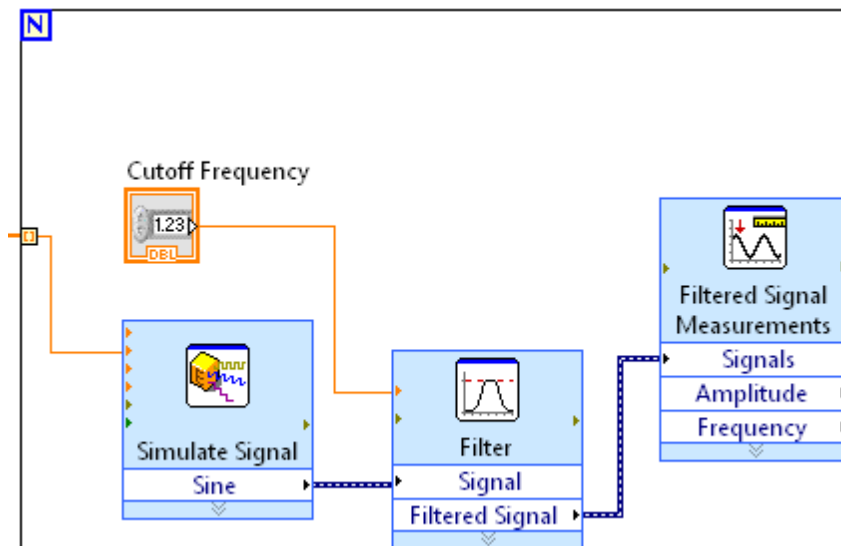 N
Cutoff Frequency
1.23
DBL
Simulate Signal
Sine
Filter
Signal
Filtered Signal
Filtered Signal
Measurements
Signals
Amplitude
Frequency